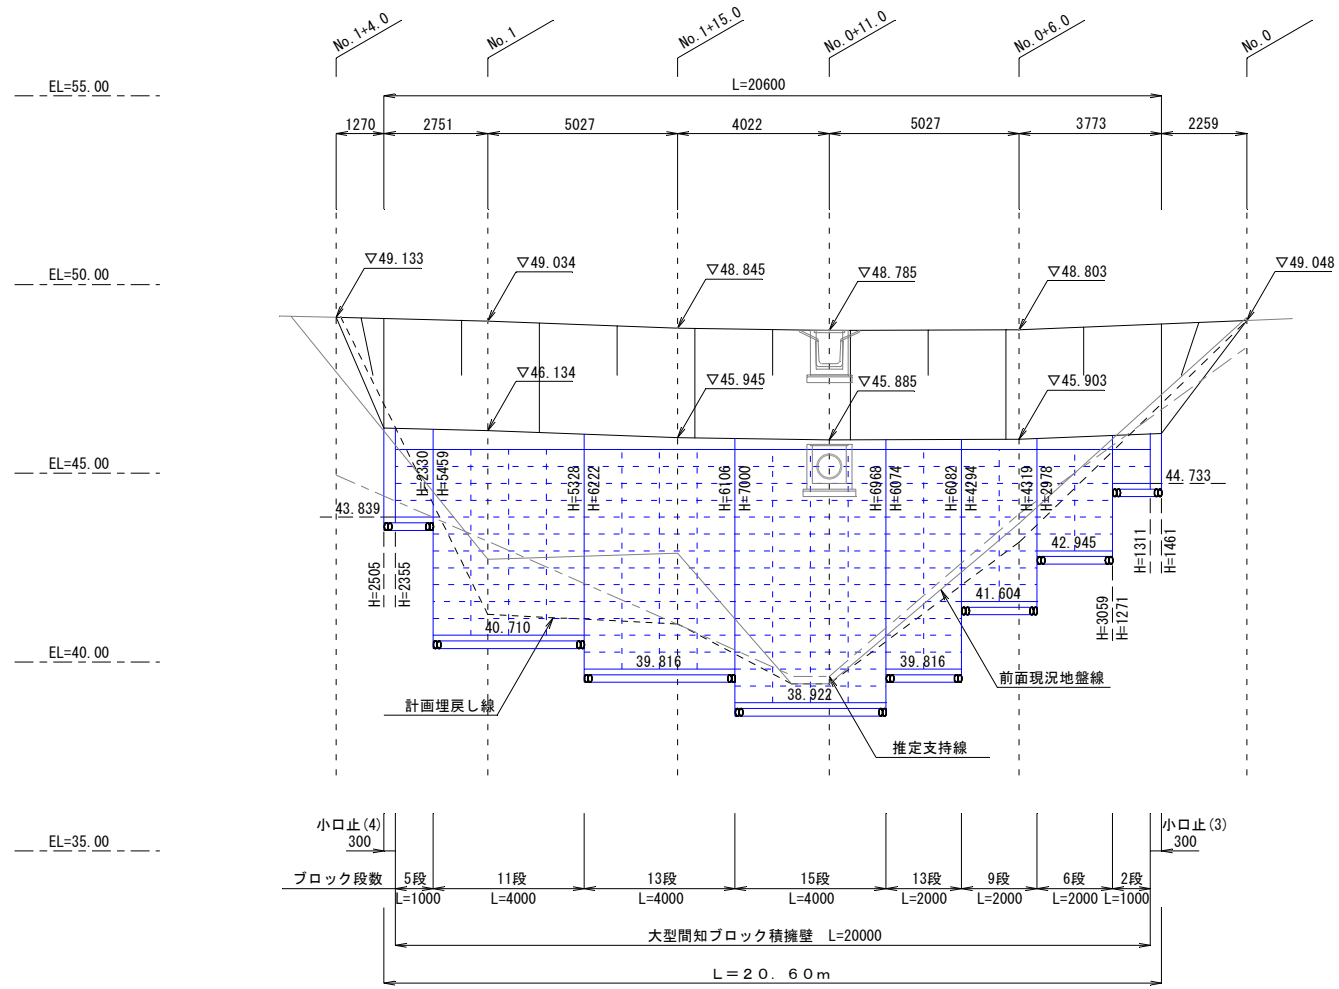 No.1+4.0
No.1
No.1+15.0
No.0+11.0
No.0+6.0
No.0
EL=55.00
L=20600
1270
2751
5027
4022
5027
3773
2259
EL=50.00
▽49.133
▽49.034
▽48.845
▽48.785
▽48.803
▽49.048
▽46.134
▽45.945
▽45.885
▽45.903
EL=45.00
H=2330
H=5459
H=5328
H=6222
H=6106
H=7000
H=6968
H=6074
H=6082
H=4294
H=4319
H=2978
44.733
43.839
42.945
H=2505
H=2355
H=1311
H=1461
41.604
H=3059
H=1271
40.710
EL=40.00
39.816
39.816
38.922
前面現況地盤線
計画埋戻し線
推定支持線
小口止(4)
300
小口止(3)
300
EL=35.00
ブロック段数
5段
11段
13段
15段
13段
9段
6段
2段
L=1000
L=4000
L=4000
L=4000
L=2000
L=2000
L=2000
L=1000
大型間知ブロック積擁壁 L=20000
L=20.60m